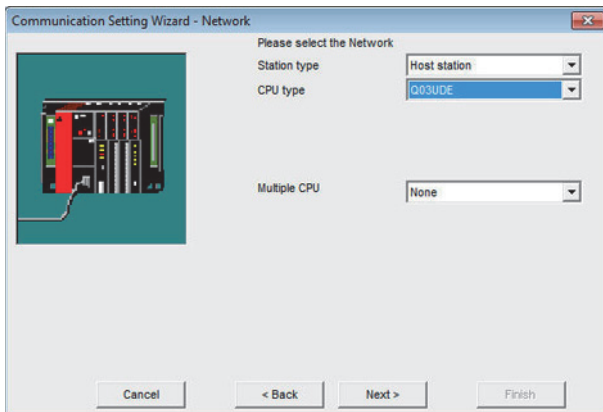 Communication Setting Wizard - Network
Please select the Network
Station type
Host station
CPU type
Q03UDE
Multiple CPU
None
Cancel
< Back
Next >
Finish